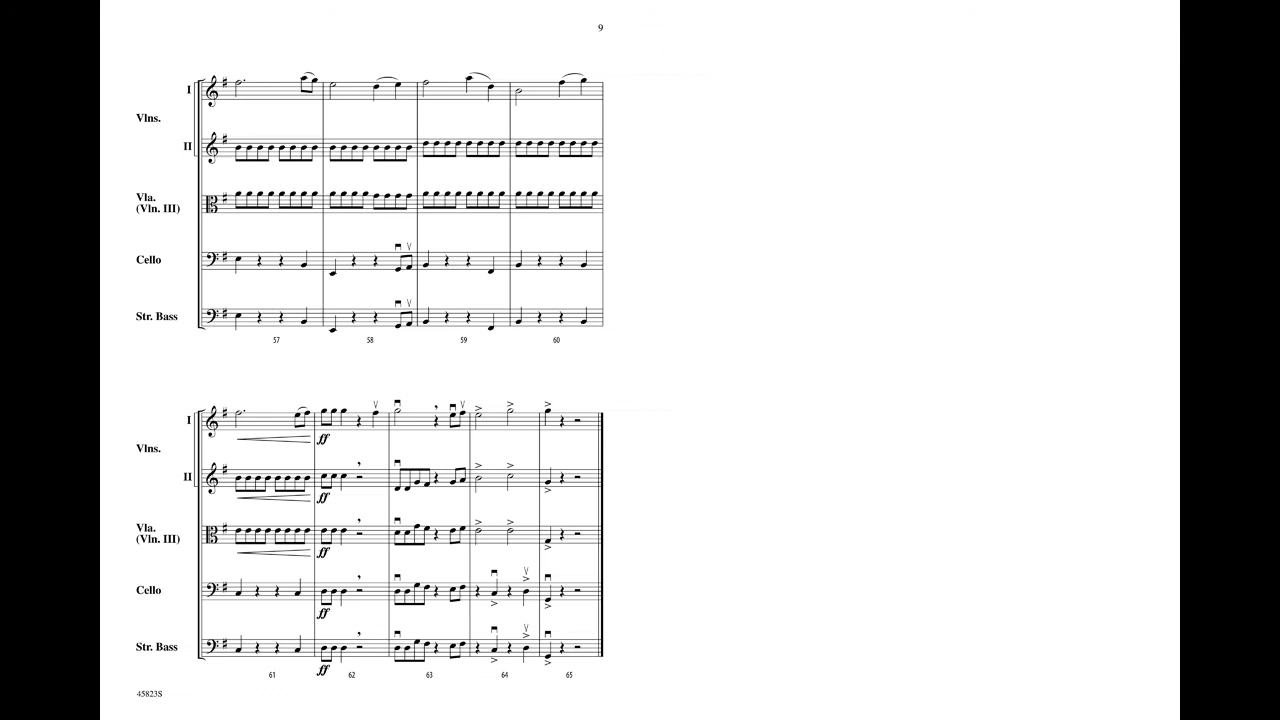 9
I
Vlns.
II
Vla.
(Vln. III)
Cello
Str. Bass
57 58 59 60
I
ff
Vlns.
II
ff
Vla.
(Vln. III)
ff
Cello
ff
Str. Bass
ff
61 62 63 64 65
45823S